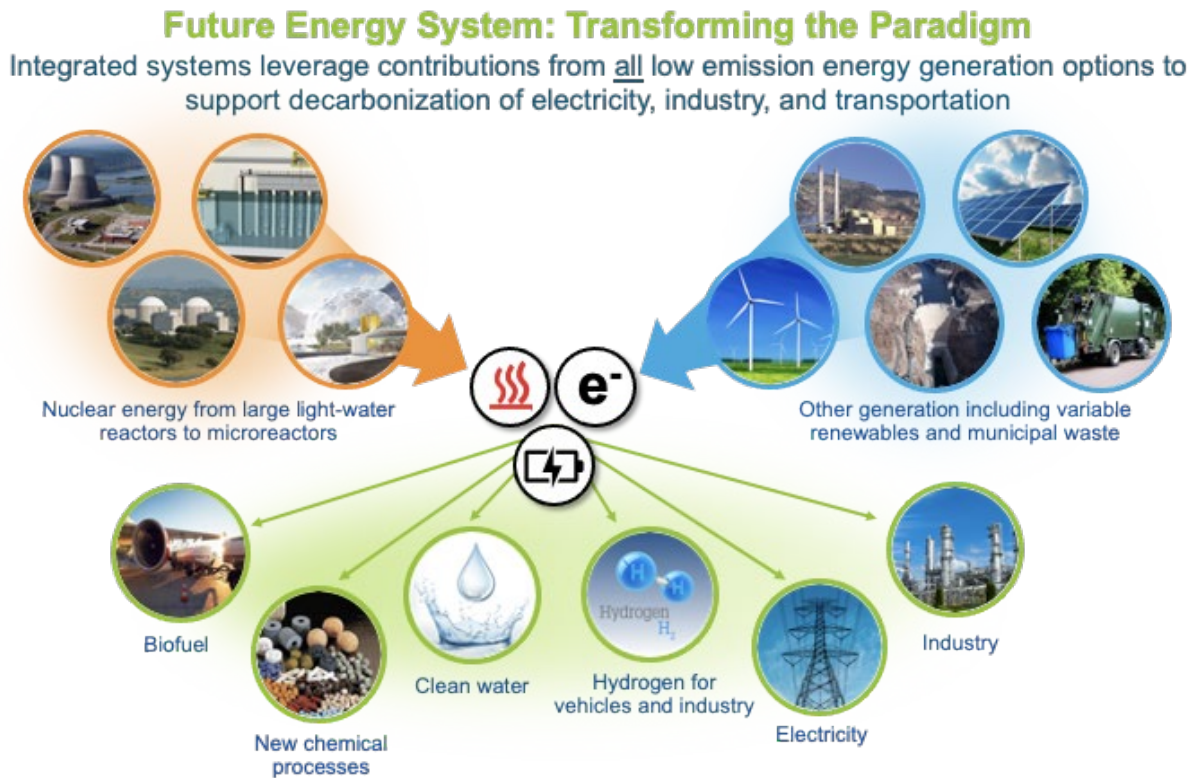 Future Energy System: Transforming the Paradigm
Integrated systems leverage contributions from all low emission energy generation options to
support decarbonization of electricity, industry, and transportation
Nuclear energy from large light-water
reactors to microreactors
e-
Other generation including variable
renewables and municipal waste
Biofuel
New chemical
processes
Clean water
H H
Hydrogen
H2
Hydrogen for
vehicles and industry
Electricity
Industry